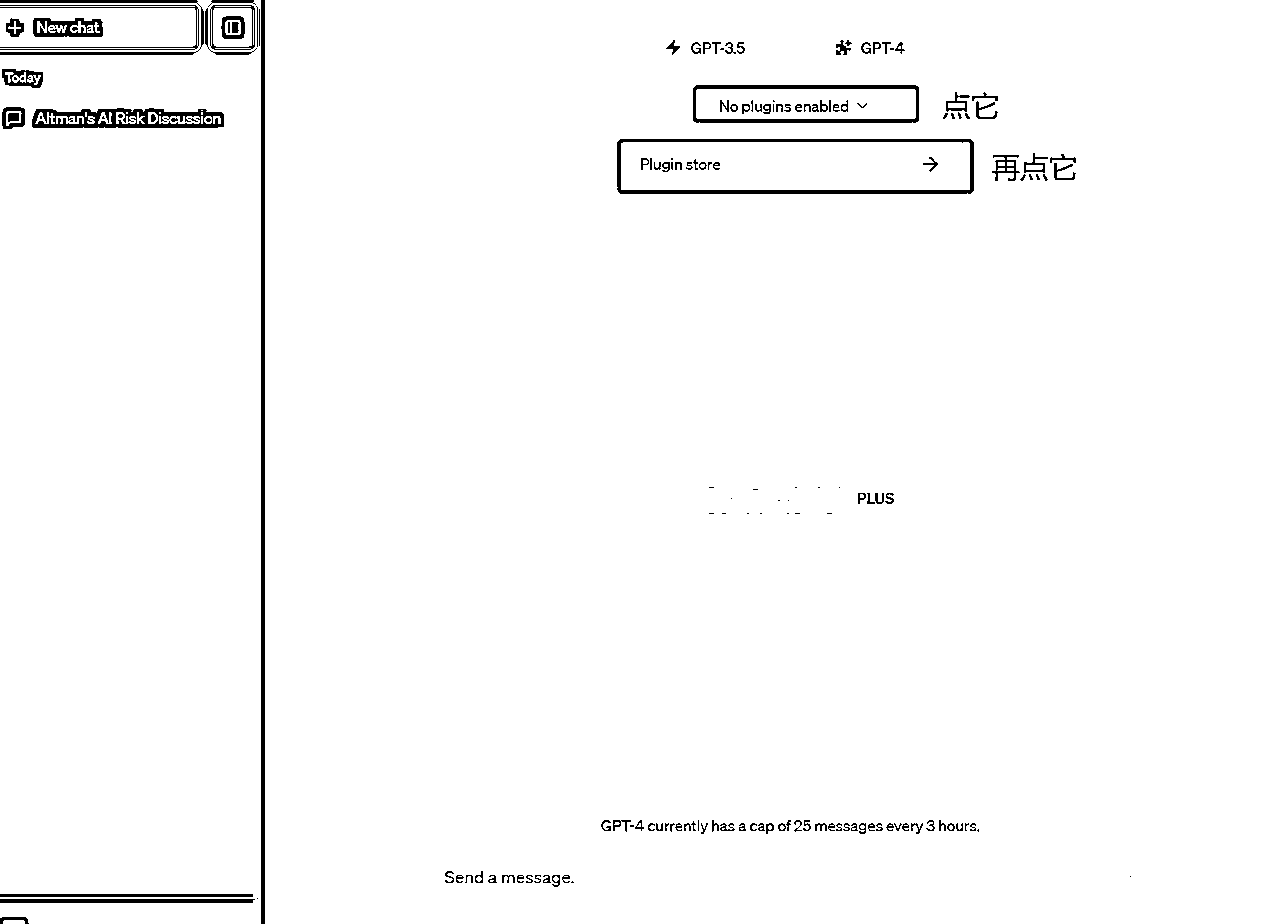 New chat
Today
Altman's AI Risk Discussion
GPT-3.5 GPT-4
No plugins enabled 点它
Plugin store 再点它
PLUS
GPT-4 currently has a cap of 25 messages every 3 hours.
Send a message.